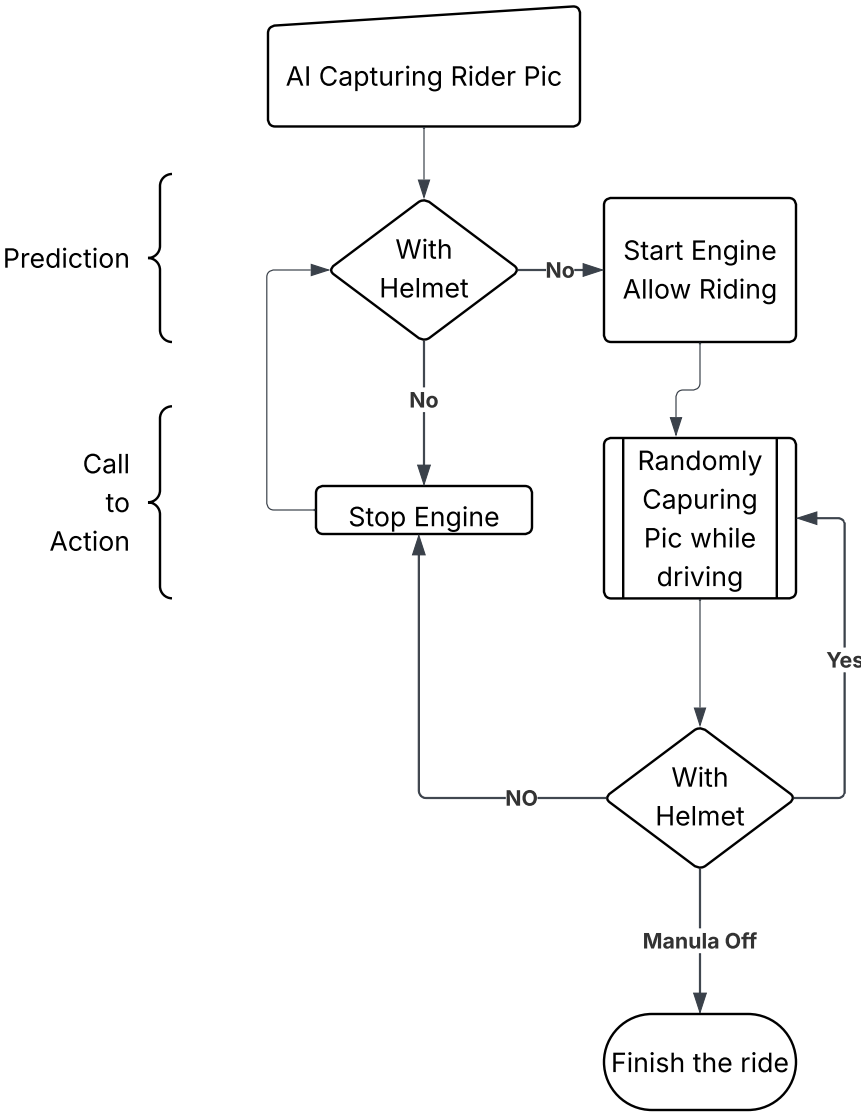 AI Capturing Rider Pic
Prediction
With
Helmet
No
Start Engine
Allow Riding
No
Call
to
Action
Stop Engine
Randomly
Capuring
Pic while
driving
Yes
With
Helmet
NO
Manula Off
Finish the ride